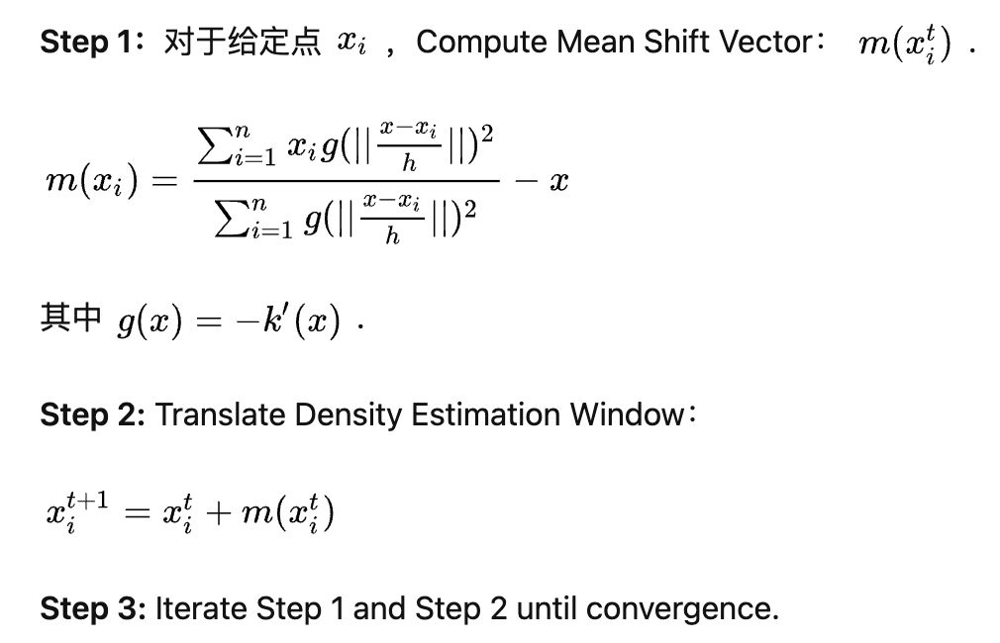 Step 1：对于给定点 $x_i$ ，Compute Mean Shift Vector： $m(x_i^t)$ .
$m(x_i) = \frac{\sum_{i=1}^{n} x_i g(||\frac{x-x_i}{h}||)^2}{\sum_{i=1}^{n} g(||\frac{x-x_i}{h}||)^2} - x$
其中 $g(x) = -k'(x)$ .
Step 2: Translate Density Estimation Window：
$x_i^{t+1} = x_i^t + m(x_i^t)$
Step 3: Iterate Step 1 and Step 2 until convergence.